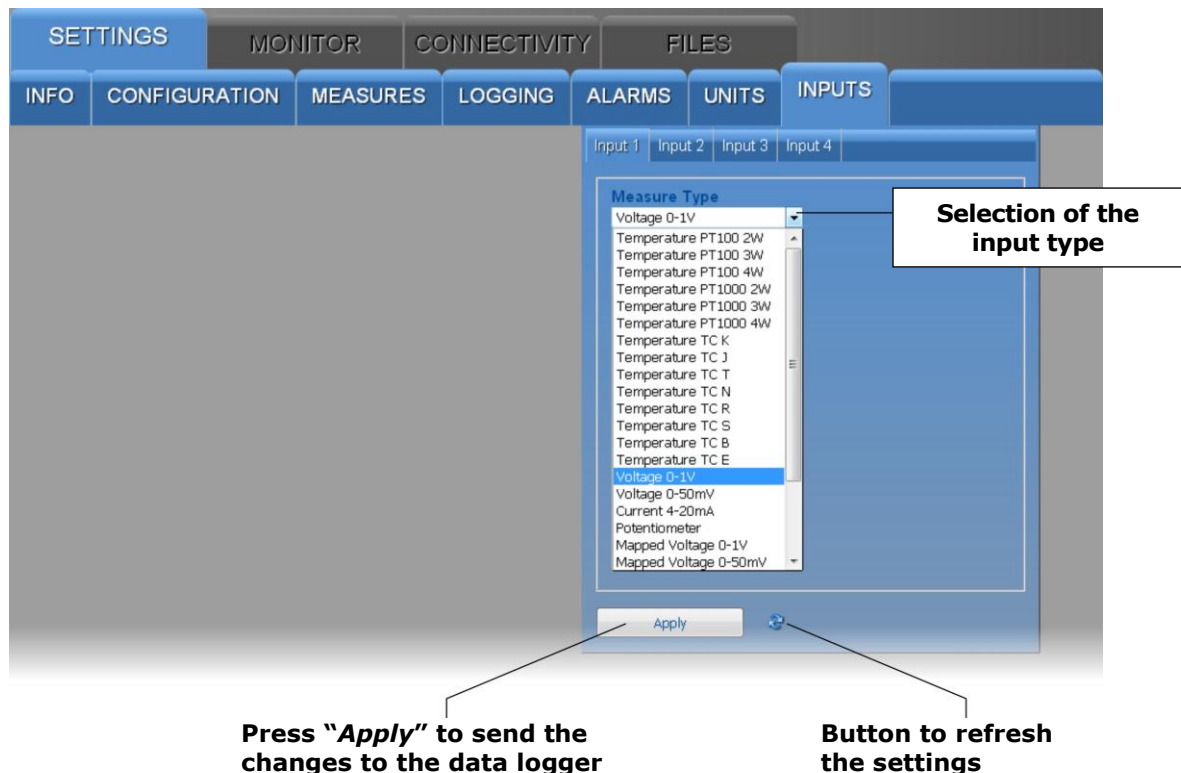 SETTINGS MONITOR CONNECTIVITY FILES
INFO CONFIGURATION MEASURES LOGGING ALARMS UNITS INPUTS
Input 1 Input 2 Input 3 Input 4
Measure Type
Voltage 0-1V
Selection of the
input type
Temperature PT100 2W
Temperature PT100 3W
Temperature PT100 4W
Temperature PT1000 2W
Temperature PT1000 3W
Temperature PT1000 4W
Temperature TC K
Temperature TC J
Temperature TC T
Temperature TC N
Temperature TC R
Temperature TC S
Temperature TC B
Temperature TC E
Voltage 0-1V
Voltage 0-50mV
Current 4-20mA
Potentiometer
Mapped Voltage 0-1V
Mapped Voltage 0-50mV
Apply
Press “Apply” to send the
changes to the data logger
Button to refresh
the settings